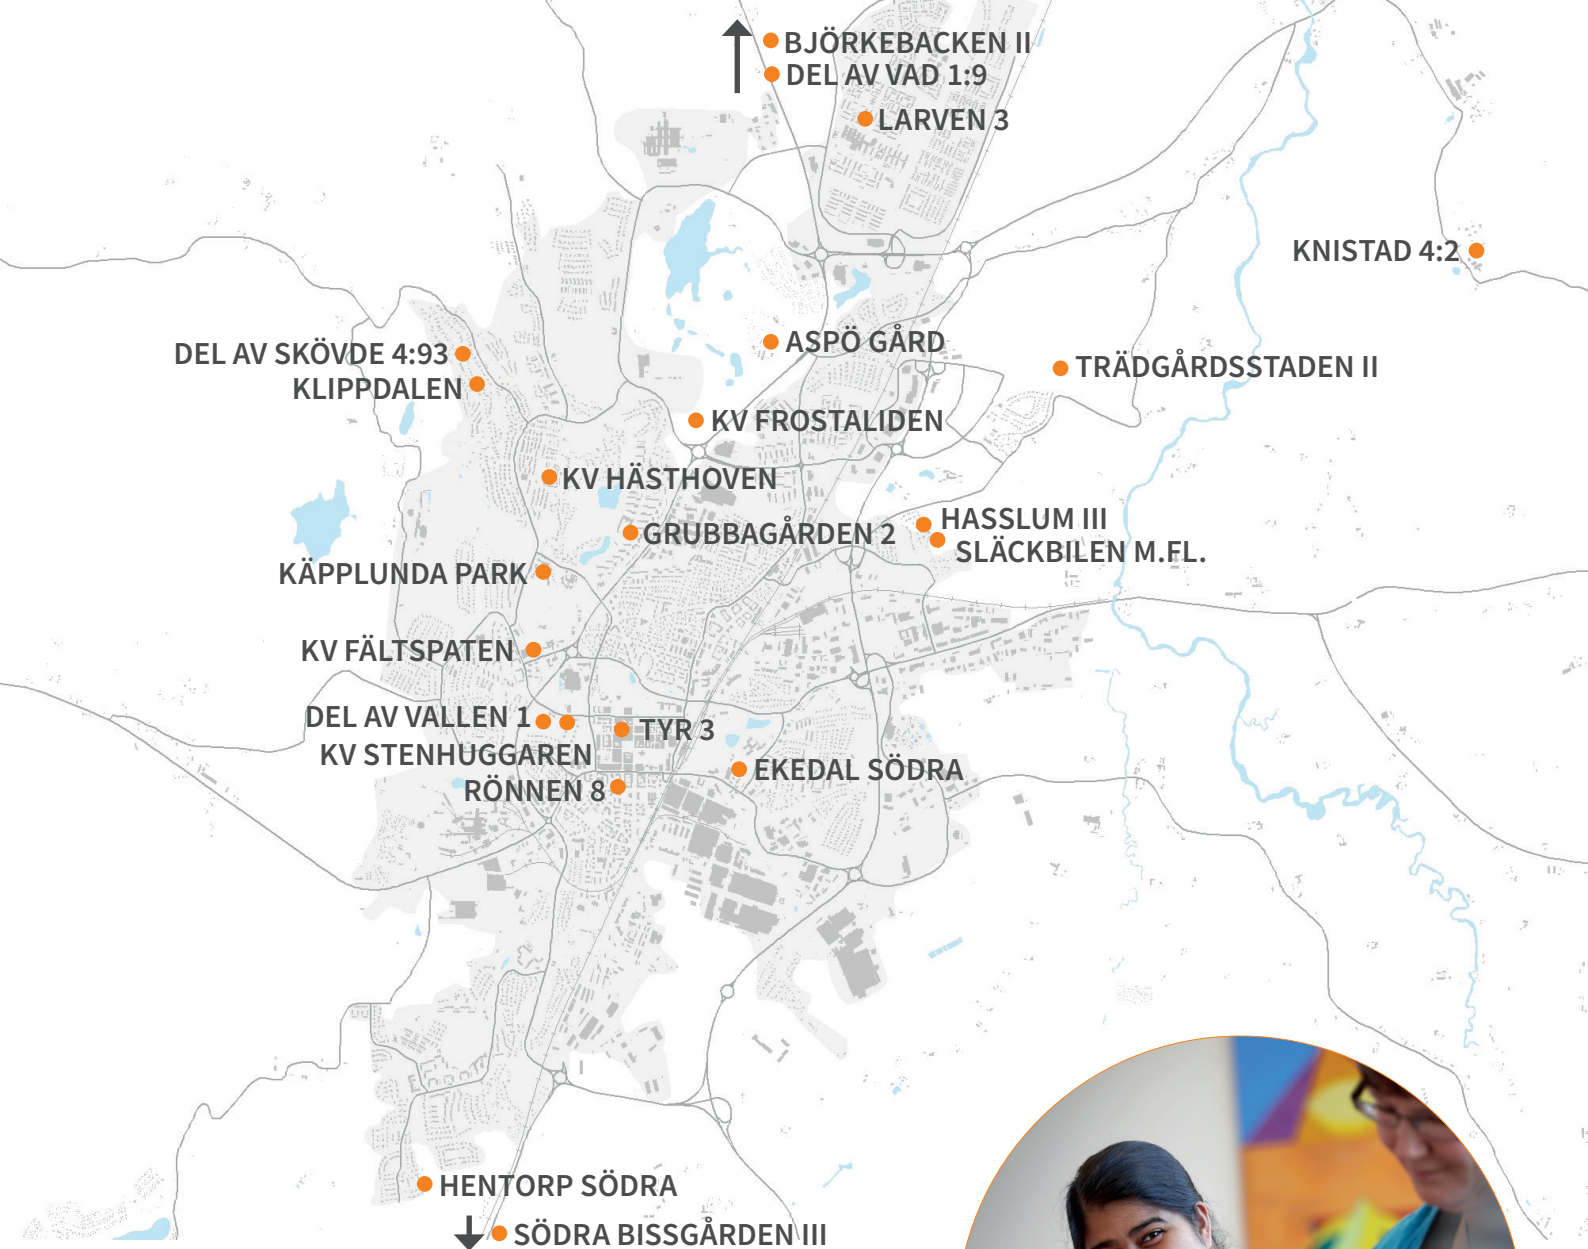 BJÖRKEBACKEN II
DEL AV VAD 1:9
LARVEN 3
KNISTAD 4:2
ASPÖ GÅRD
DEL AV SKÖVDE 4:93
TRÄDGÅRDSSTADEN II
KLIPPDALEN
KV FROSTALIDEN
KV HÄSTHOVEN
HASSLUM III
GRUBBAGÅRDEN 2
SLÄCKBILEN M.FL.
KÄPPLUNDA PARK
KV FÄLTSPATEN
DEL AV VALLEN 1
TYR 3
KV STENHUGGAREN
EKEDAL SÖDRA
RÖNNEN 8
HENTORP SÖDRA
SÖDRA BISSGÅRDEN III